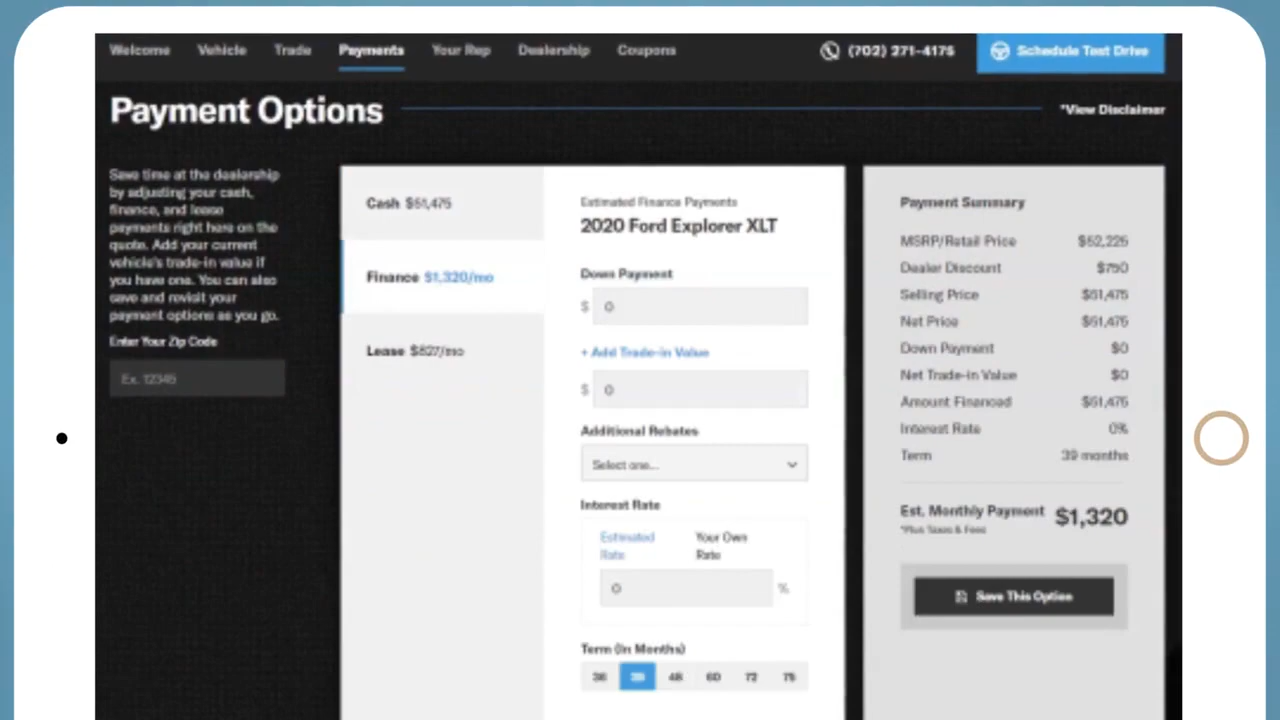 Welcome Vehicle Trade Payments Your Rep Dealership Coupons (702) 271-4175 Schedule Test Drive
Payment Options
*View Disclaimer
Save time at the dealership
by adjusting your cash,
finance, and lease
payments right here on the
quote. Add your current
vehicle's trade-in value if
you have one. You can also
save and revisit your
payment options as you go.
Enter Your Zip Code
Ex. 12345
Cash $51,475
Finance $1,320/mo
Lease $827/mo
Estimated Finance Payments
2020 Ford Explorer XLT
Down Payment
$ 0
+ Add Trade-in Value
$ 0
Additional Rebates
Select one...
Interest Rate
Estimated
Rate
Your Own
Rate
0 %
Term (In Months)
36 39 48 60 72 75
Payment Summary
MSRP/Retail Price $52,225
Dealer Discount $750
Selling Price $51,475
Net Price $51,475
Down Payment $0
Net Trade-in Value $0
Amount Financed $51,475
Interest Rate 0%
Term 39 months
Est. Monthly Payment $1,320
*Plus Taxes & Fees
Save This Option